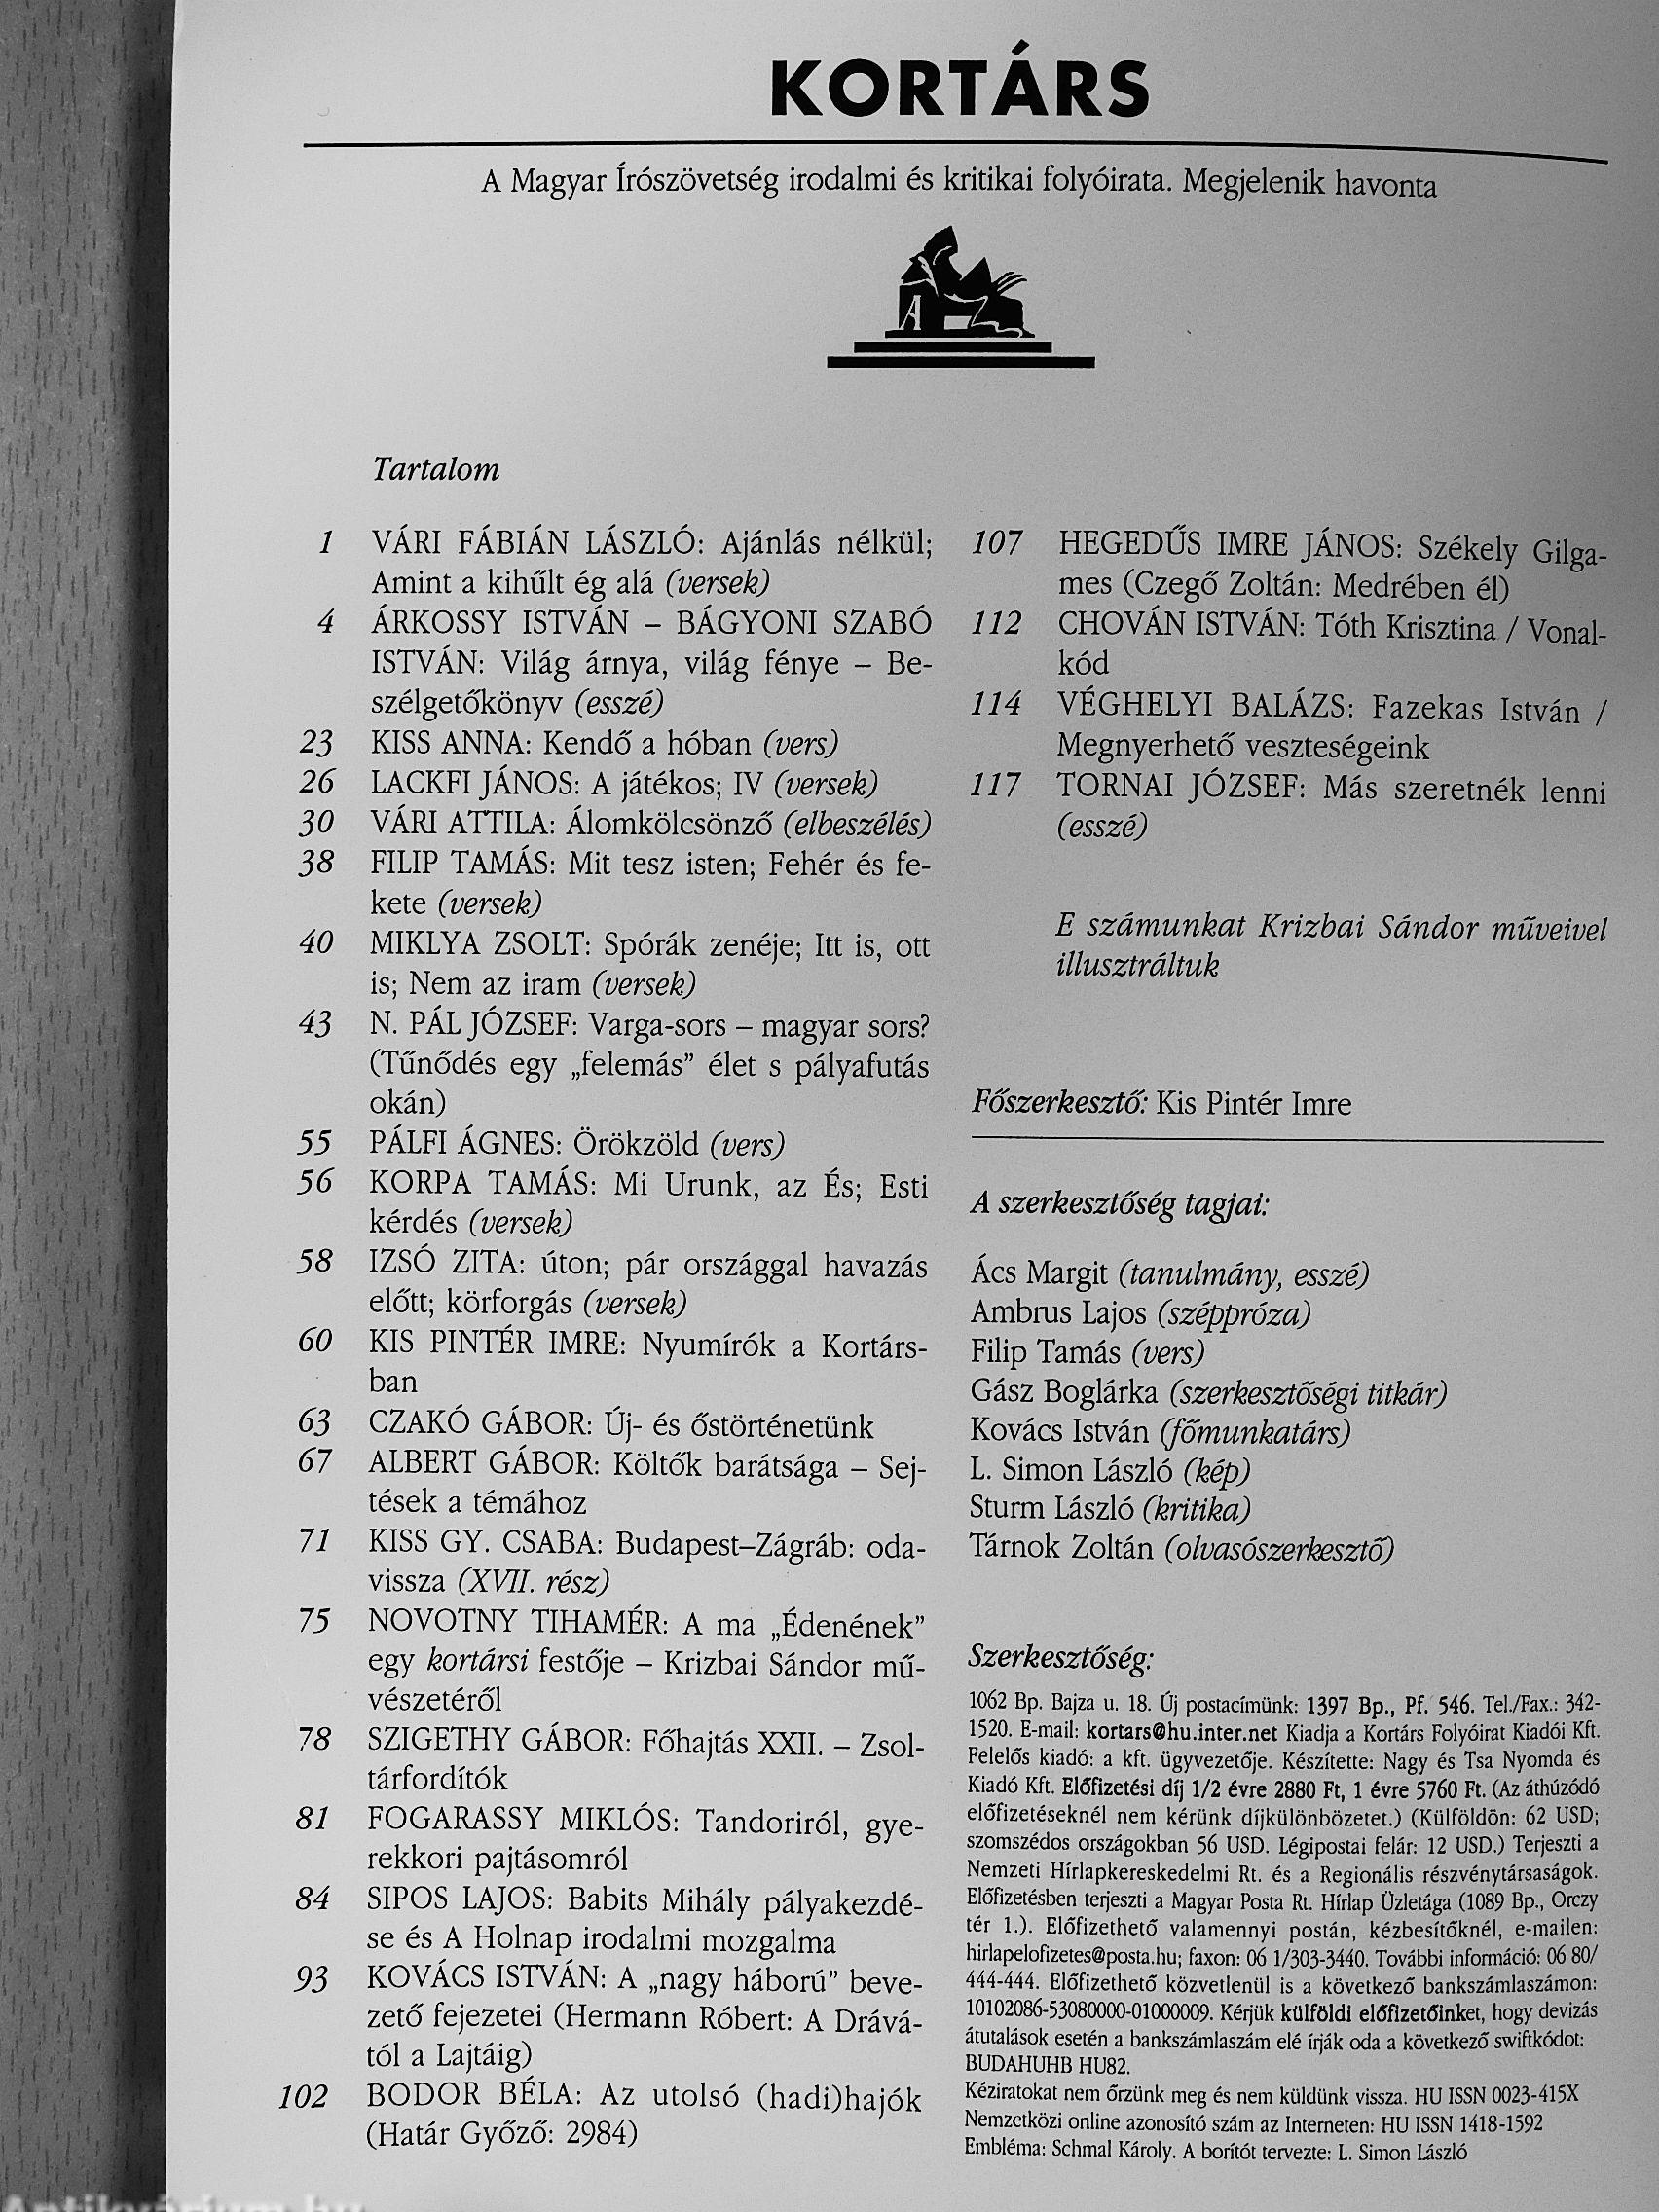 KORTÁRS
A Magyar Írószövetség irodalmi és kritikai folyóirata. Megjelenik havonta
A
Tartalom
1 VÁRI FÁBIÁN LÁSZLÓ: Ajánlás nélkül;
Amint a kihűlt ég alá (versek)
4 ÁRKOSSY ISTVÁN – BÁGYONI SZABÓ
ISTVÁN: Világ árnya, világ fénye – Be-
szélgetőkönyv (esszé)
23 KISS ANNA: Kendő a hóban (vers)
26 LACKFI JÁNOS: A játékos; IV (versek)
30 VÁRI ATTILA: Álomkölcsönző (elbeszélés)
38 FILIP TAMÁS: Mit tesz isten; Fehér és fe-
kete (versek)
40 MIKLYA ZSOLT: Spórák zenéje; Itt is, ott
is; Nem az iram (versek)
43 N. PÁL JÓZSEF: Varga-sors – magyar sors?
(Tűnődés egy „felemás” élet s pályafutás
okán)
55 PÁLFI ÁGNES: Örökzöld (vers)
56 KORPA TAMÁS: Mi Urunk, az És; Esti
kérdés (versek)
58 IZSÓ ZITA: úton; pár országgal havazás
előtt; körforgás (versek)
60 KIS PINTÉR IMRE: Nyumírók a Kortárs-
ban
63 CZAKÓ GÁBOR: Új- és őstörténetünk
67 ALBERT GÁBOR: Költők barátsága – Sej-
tések a témához
71 KISS GY. CSABA: Budapest–Zágráb: oda-
vissza (XVII. rész)
75 NOVOTNY TIHAMÉR: A ma „Édenének”
egy kortársi festője – Krizbai Sándor mű-
vészetéről
78 SZIGETHY GÁBOR: Főhajtás XXII. – Zsol-
tárfordítók
81 FOGARASSY MIKLÓS: Tandoriról, gye-
rekkori pajtásomról
84 SIPOS LAJOS: Babits Mihály pályakezdé-
se és A Holnap irodalmi mozgalma
93 KOVÁCS ISTVÁN: A „nagy háború” beve-
zető fejezetei (Hermann Róbert: A Drává-
tól a Lajtáig)
102 BODOR BÉLA: Az utolsó (hadi)hajók
(Határ Győző: 2984)
107 HEGEDŰS IMRE JÁNOS: Székely Gilga-
mes (Czegő Zoltán: Medrében él)
112 CHOVÁN ISTVÁN: Tóth Krisztina / Vonal-
kód
114 VÉGHELYI BALÁZS: Fazekas István /
Megnyerhető veszteségeink
117 TORNAI JÓZSEF: Más szeretnék lenni
(esszé)
E számunkat Krizbai Sándor műveivel
illusztráltuk
Főszerkesztő: Kis Pintér Imre
A szerkesztőség tagjai:
Ács Margit (tanulmány, esszé)
Ambrus Lajos (széppróza)
Filip Tamás (vers)
Gász Boglárka (szerkesztőségi titkár)
Kovács István (főmunkatárs)
L. Simon László (kép)
Sturm László (kritika)
Tárnok Zoltán (olvasószerkesztő)
Szerkesztőség:
1062 Bp. Bajza u. 18. Új postacímünk: 1397 Bp., Pf. 546. Tel./Fax.: 342-
1520. E-mail: kortars@hu.inter.net Kiadja a Kortárs Folyóirat Kiadói Kft.
Felelős kiadó: a kft. ügyvezetője. Készítette: Nagy és Tsa Nyomda és
Kiadó Kft. Előfizetési díj 1/2 évre 2880 Ft, 1 évre 5760 Ft. (Az áthúzódó
előfizetéseknél nem kérünk díjkülönbözetet.) (Külföldön: 62 USD;
szomszédos országokban 56 USD. Légipostai felár: 12 USD.) Terjeszti a
Nemzeti Hírlapkereskedelmi Rt. és a Regionális részvénytársaságok.
Előfizetésben terjeszti a Magyar Posta Rt. Hírlap Üzletága (1089 Bp., Orczy
tér 1.). Előfizethető valamennyi postán, kézbesítőknél, e-mailen:
hirlapelofizetes@posta.hu; faxon: 06 1/303-3440. További információ: 06 80/
444-444. Előfizethető közvetlenül is a következő bankszámlaszámon:
10102086-53080000-01000009. Kérjük külföldi előfizetőinket, hogy devizás
átutalások esetén a bankszámlaszám elé írják oda a következő swiftkódot:
BUDAHUHB HU82.
Kéziratokat nem őrzünk meg és nem küldünk vissza. HU ISSN 0023-415X
Nemzetközi online azonosító szám az Interneten: HU ISSN 1418-1592
Embléma: Schmal Károly. A borítót tervezte: L. Simon László
Antikvárium.hu